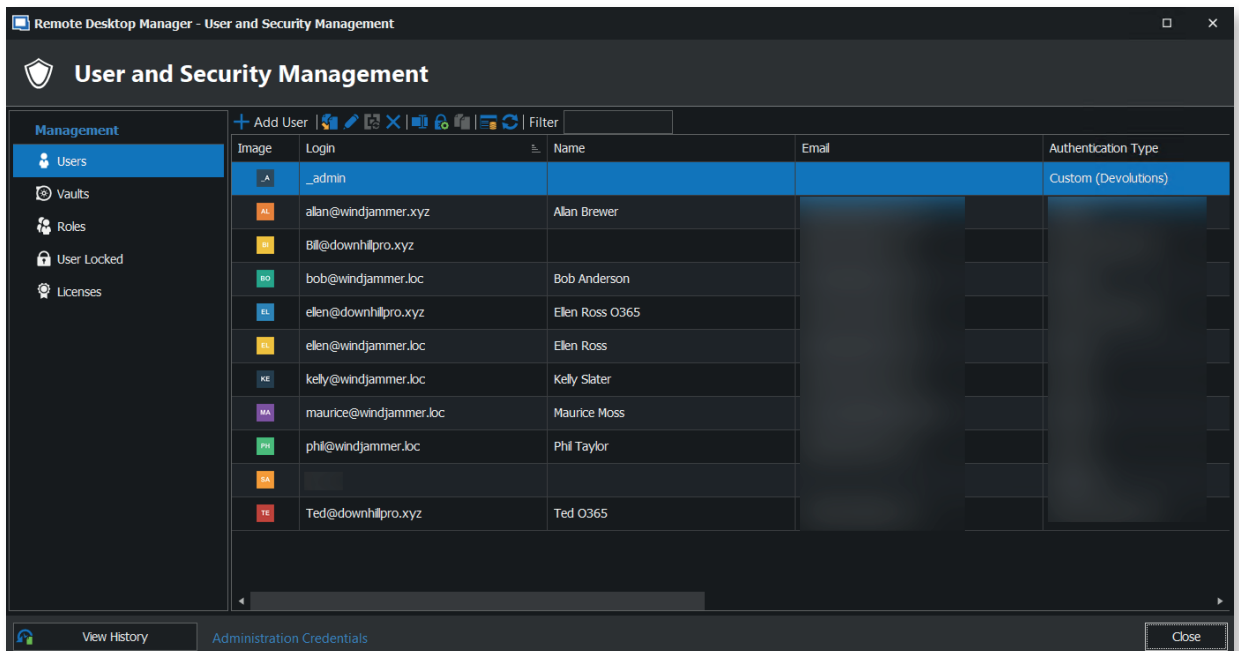 Remote Desktop Manager - User and Security Management
User and Security Management
Management
Users
Vaults
Roles
User Locked
Licenses
Add User Filter
Image Login Name Email Authentication Type
_A _admin Custom (Devolutions)
AL allan@windjammer.xyz Allan Brewer
BI Bill@downhillpro.xyz
BO bob@windjammer.loc Bob Anderson
EL ellen@downhillpro.xyz Ellen Ross O365
EL ellen@windjammer.loc Ellen Ross
KE kelly@windjammer.loc Kelly Slater
MA maurice@windjammer.loc Maurice Moss
PH phil@windjammer.loc Phil Taylor
SA
TE Ted@downhillpro.xyz Ted O365
View History Administration Credentials Close